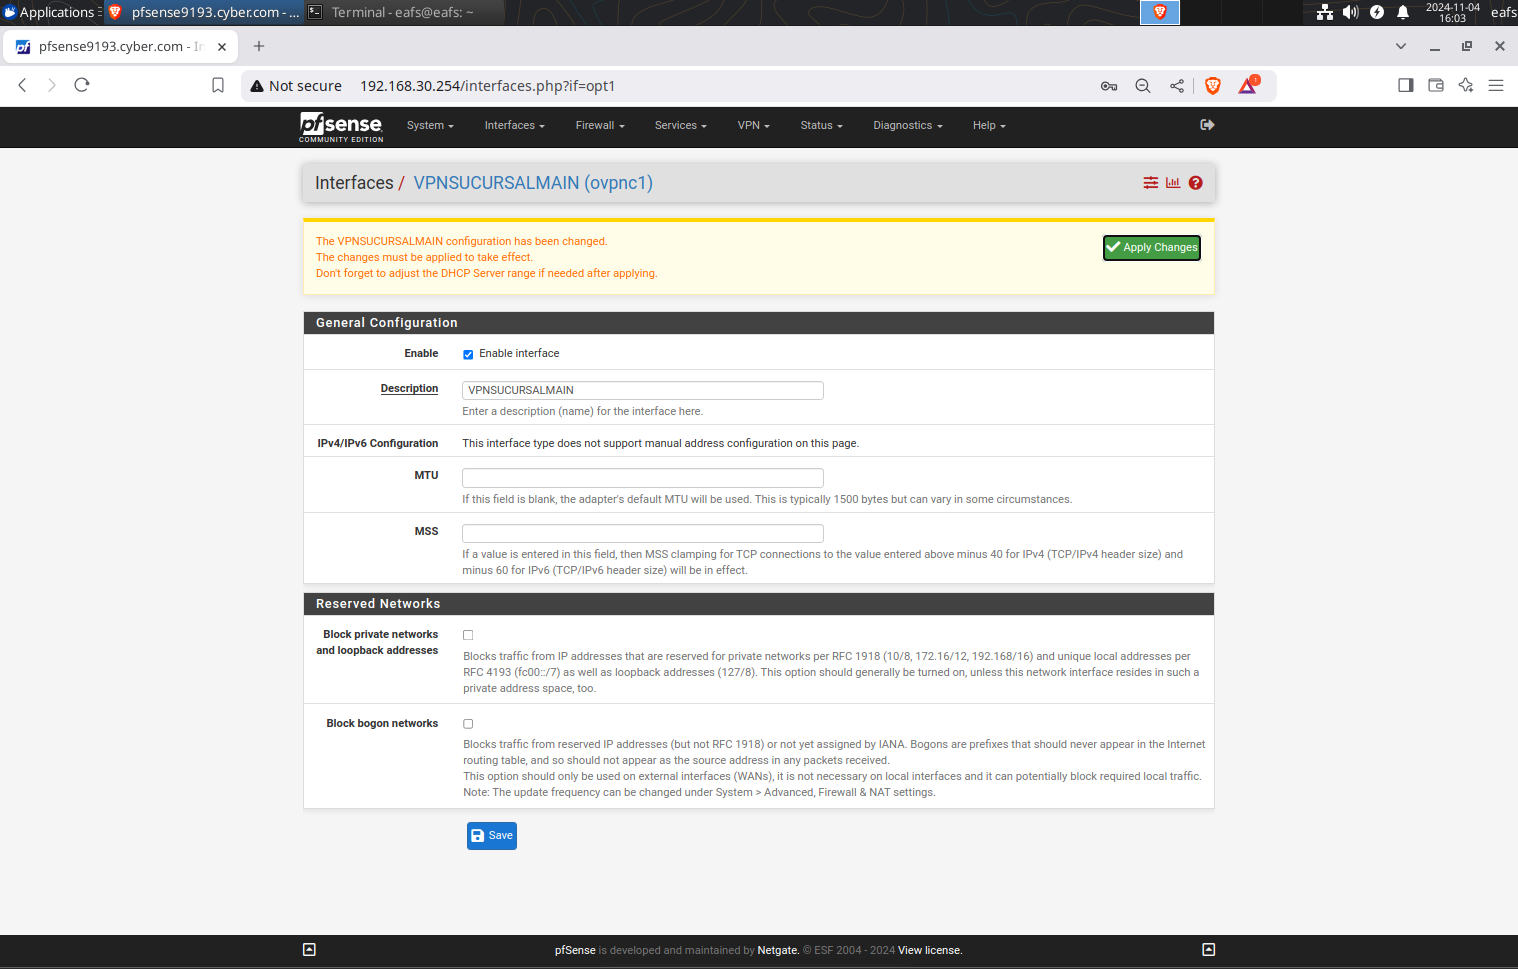 Applications
pfsense9193.cyber.com - ...
Terminal - eafs@eafs: ~
2024-11-04
16:03
eafs
pfsense9193.cyber.com - In
Not secure
192.168.30.254/interfaces.php?if=opt1
pfsense
COMMUNITY EDITION
System
Interfaces
Firewall
Services
VPN
Status
Diagnostics
Help
Interfaces / VPNSUCURSALMAIN (ovpnc1)
The VPNSUCURSALMAIN configuration has been changed.
The changes must be applied to take effect.
Don't forget to adjust the DHCP Server range if needed after applying.
Apply Changes
General Configuration
Enable
Enable interface
Description
VPNSUCURSALMAIN
Enter a description (name) for the interface here.
IPv4/IPv6 Configuration
This interface type does not support manual address configuration on this page.
MTU
If this field is blank, the adapter's default MTU will be used. This is typically 1500 bytes but can vary in some circumstances.
MSS
If a value is entered in this field, then MSS clamping for TCP connections to the value entered above minus 40 for IPv4 (TCP/IPv4 header size) and
minus 60 for IPv6 (TCP/IPv6 header size) will be in effect.
Reserved Networks
Block private networks
and loopback addresses
Blocks traffic from IP addresses that are reserved for private networks per RFC 1918 (10/8, 172.16/12, 192.168/16) and unique local addresses per
RFC 4193 (fc00::/7) as well as loopback addresses (127/8). This option should generally be turned on, unless this network interface resides in such a
private address space, too.
Block bogon networks
Blocks traffic from reserved IP addresses (but not RFC 1918) or not yet assigned by IANA. Bogons are prefixes that should never appear in the Internet
routing table, and so should not appear as the source address in any packets received.
This option should only be used on external interfaces (WANs), it is not necessary on local interfaces and it can potentially block required local traffic.
Note: The update frequency can be changed under System > Advanced, Firewall & NAT settings.
Save
pfSense is developed and maintained by Netgate. © ESF 2004 - 2024 View license.